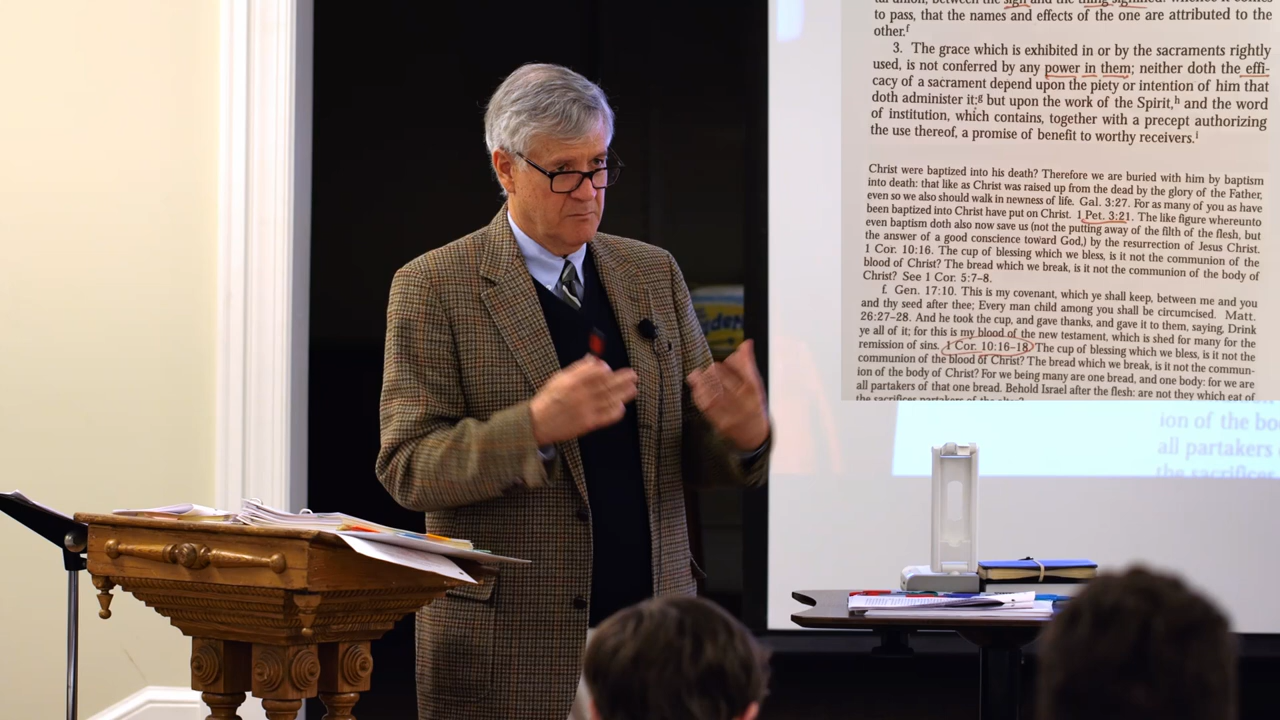 tal union, between the sign and the thing signified: whence it comes
to pass, that the names and effects of the one are attributed to the
other.f
3. The grace which is exhibited in or by the sacraments rightly
used, is not conferred by any power in them; neither doth the effi-
cacy of a sacrament depend upon the piety or intention of him that
doth administer it:g but upon the work of the Spirit,h and the word
of institution, which contains, together with a precept authorizing
the use thereof, a promise of benefit to worthy receivers.i
Christ were baptized into his death? Therefore we are buried with him by baptism
into death: that like as Christ was raised up from the dead by the glory of the Father,
even so we also should walk in newness of life. Gal. 3:27. For as many of you as have
been baptized into Christ have put on Christ. 1 Pet. 3:21. The like figure whereunto
even baptism doth also now save us (not the putting away of the filth of the flesh, but
the answer of a good conscience toward God,) by the resurrection of Jesus Christ.
1 Cor. 10:16. The cup of blessing which we bless, is it not the communion of the
blood of Christ? The bread which we break, is it not the communion of the body of
Christ? See 1 Cor. 5:7–8.
f. Gen. 17:10. This is my covenant, which ye shall keep, between me and you
and thy seed after thee; Every man child among you shall be circumcised. Matt.
26:27–28. And he took the cup, and gave thanks, and gave it to them, saying, Drink
ye all of it; for this is my blood of the new testament, which is shed for many for the
remission of sins. 1 Cor. 10:16–18. The cup of blessing which we bless, is it not the
communion of the blood of Christ? The bread which we break, is it not the commun-
ion of the body of Christ? For we being many are one bread, and one body: for we are
all partakers of that one bread. Behold Israel after the flesh: are not they which eat of
the sacrifices partakers of the altar?
ion of the bo
all partakers
the sacrifices